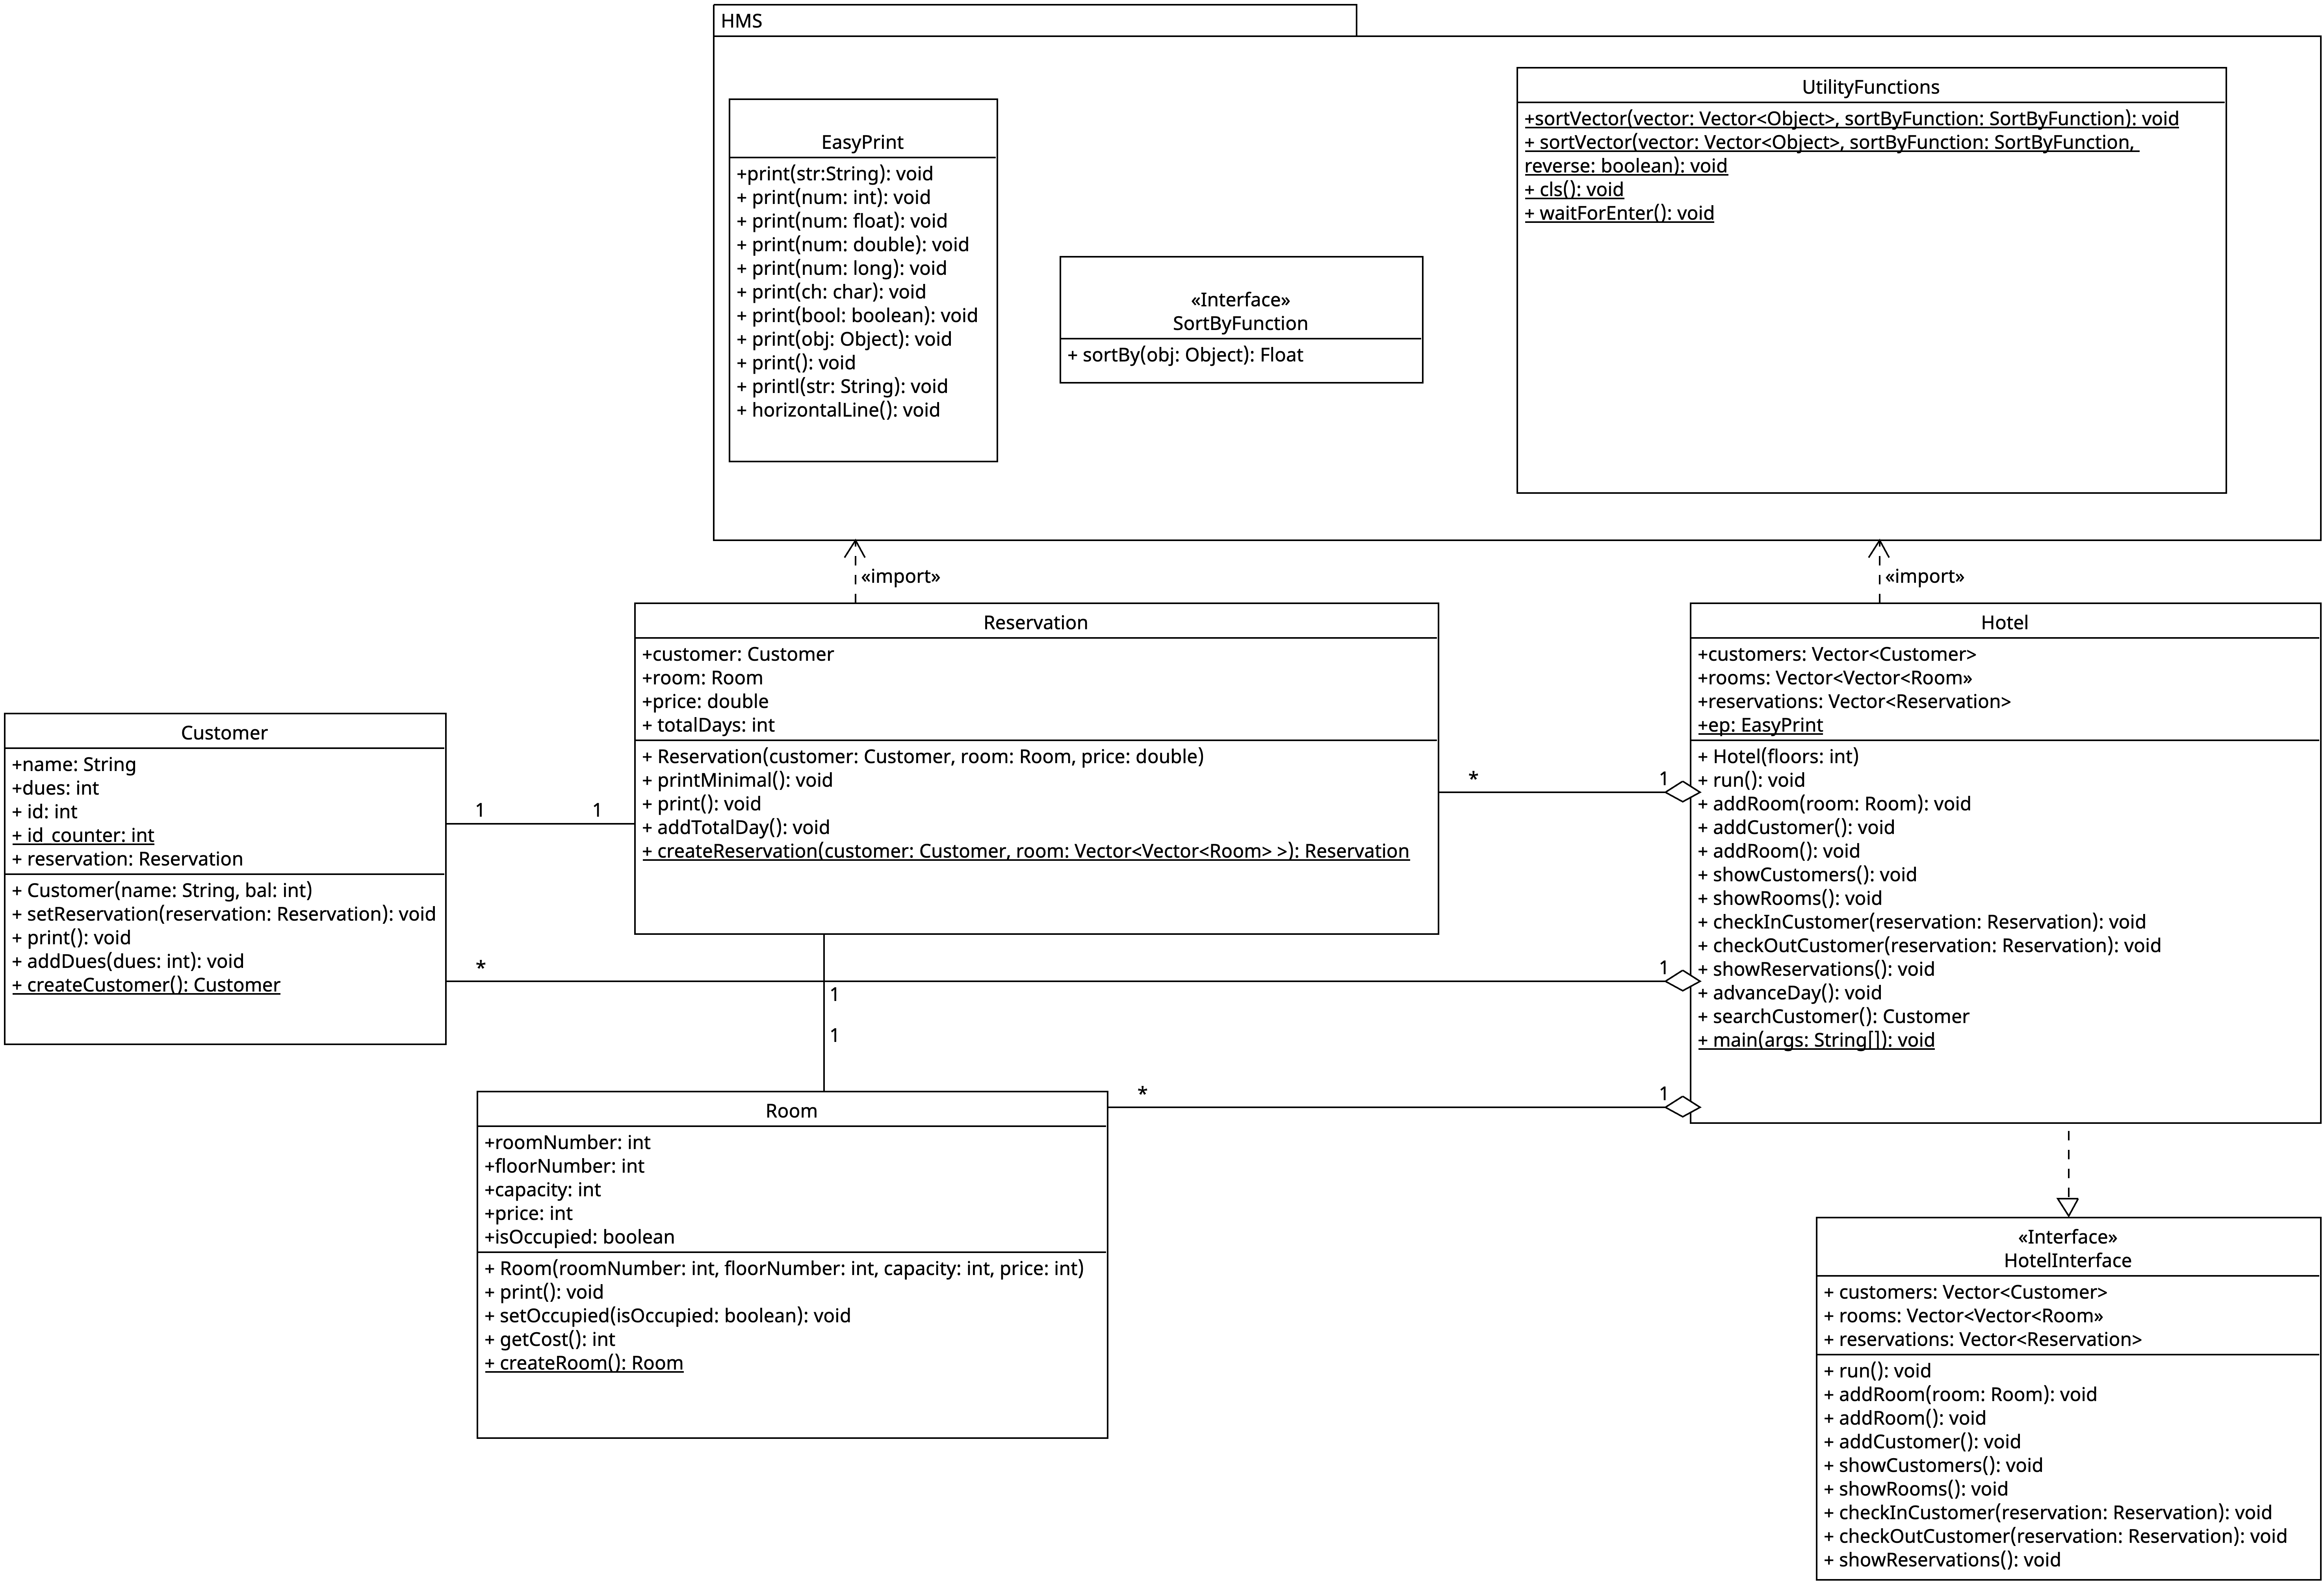 HMS
EasyPrint
+print(str:String): void
+ print(num: int): void
+ print(num: float): void
+ print(num: double): void
+ print(num: long): void
+ print(ch: char): void
+ print(bool: boolean): void
+ print(obj: Object): void
+ print(): void
+ printl(str: String): void
+ horizontalLine(): void
«Interface»
SortByFunction
+ sortBy(obj: Object): Float
UtilityFunctions
+sortVector(vector: Vector<Object>, sortByFunction: SortByFunction): void
+ sortVector(vector: Vector<Object>, sortByFunction: SortByFunction,
reverse: boolean): void
+ cls(): void
+ waitForEnter(): void
«import»
«import»
Customer
+name: String
+dues: int
+ id: int
+ id_counter: int
+ reservation: Reservation
+ Customer(name: String, bal: int)
+ setReservation(reservation: Reservation): void
+ print(): void
+ addDues(dues: int): void
+ createCustomer(): Customer
1
1
*
1
Reservation
+customer: Customer
+room: Room
+price: double
+ totalDays: int
+ Reservation(customer: Customer, room: Room, price: double)
+ printMinimal(): void
+ print(): void
+ addTotalDay(): void
+ createReservation(customer: Customer, room: Vector<Vector<Room> >): Reservation
*
1
1
1
Hotel
+customers: Vector<Customer>
+rooms: Vector<Vector<Room»
+reservations: Vector<Reservation>
+ep: EasyPrint
+ Hotel(floors: int)
+ run(): void
+ addRoom(room: Room): void
+ addCustomer(): void
+ addRoom(): void
+ showCustomers(): void
+ showRooms(): void
+ checkInCustomer(reservation: Reservation): void
+ checkOutCustomer(reservation: Reservation): void
+ showReservations(): void
+ advanceDay(): void
+ searchCustomer(): Customer
+ main(args: String[]): void
Room
+roomNumber: int
+floorNumber: int
+capacity: int
+price: int
+isOccupied: boolean
+ Room(roomNumber: int, floorNumber: int, capacity: int, price: int)
+ print(): void
+ setOccupied(isOccupied: boolean): void
+ getCost(): int
+ createRoom(): Room
*
1
«Interface»
HotelInterface
+ customers: Vector<Customer>
+ rooms: Vector<Vector<Room»
+ reservations: Vector<Reservation>
+ run(): void
+ addRoom(room: Room): void
+ addRoom(): void
+ addCustomer(): void
+ showCustomers(): void
+ showRooms(): void
+ checkInCustomer(reservation: Reservation): void
+ checkOutCustomer(reservation: Reservation): void
+ showReservations(): void